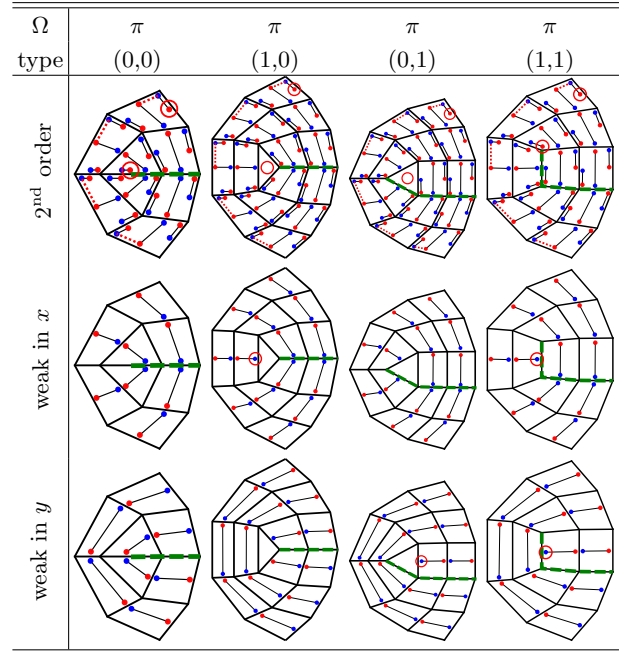 Ω π π π π
type (0,0) (1,0) (0,1) (1,1)
2nd order
weak in x
weak in y